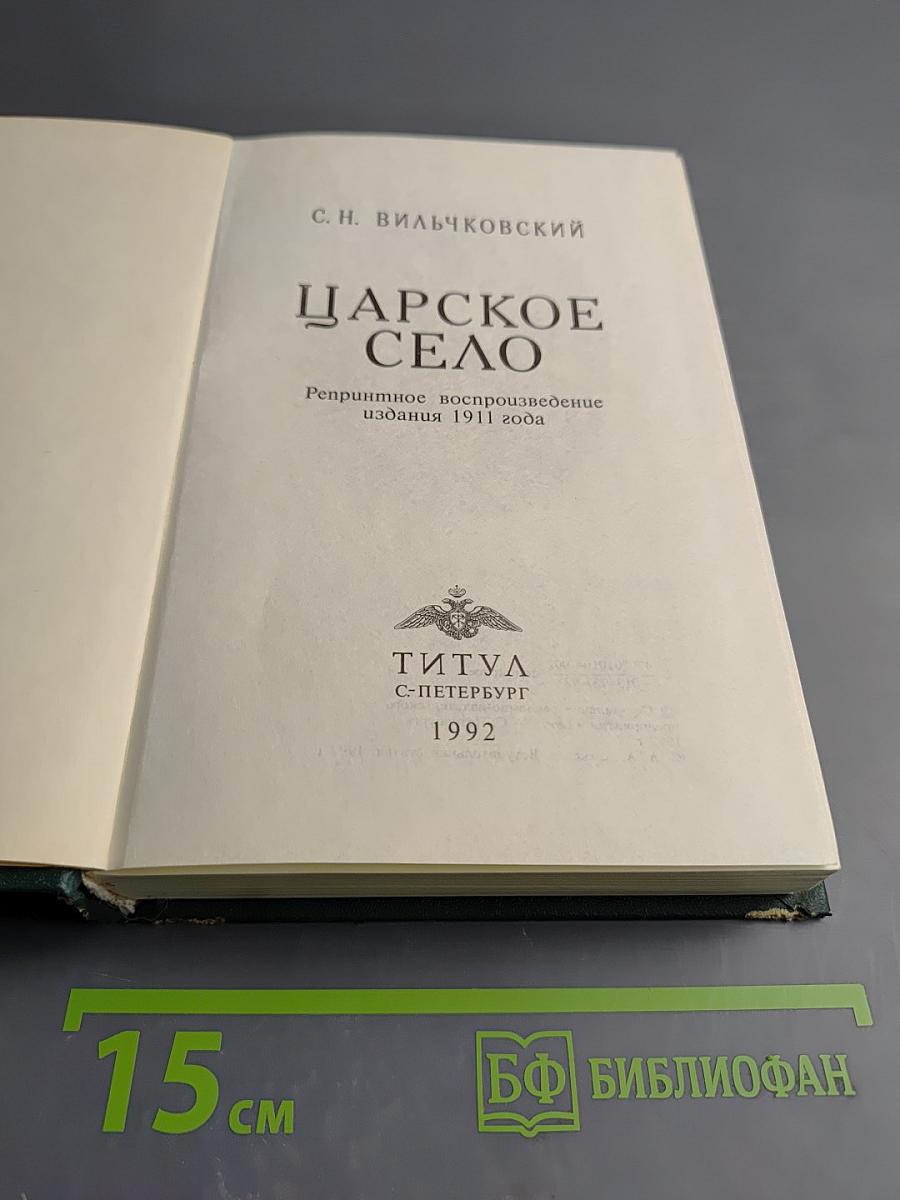 С. Н. ВИЛЬЧКОВСКИЙ
ЦАРСКОЕ
СЕЛО
Репринтное воспроизведение
издания 1911 года
ТИТУЛ
С.-ПЕТЕРБУРГ
1992
15 см
БФ БИБЛИОФАН